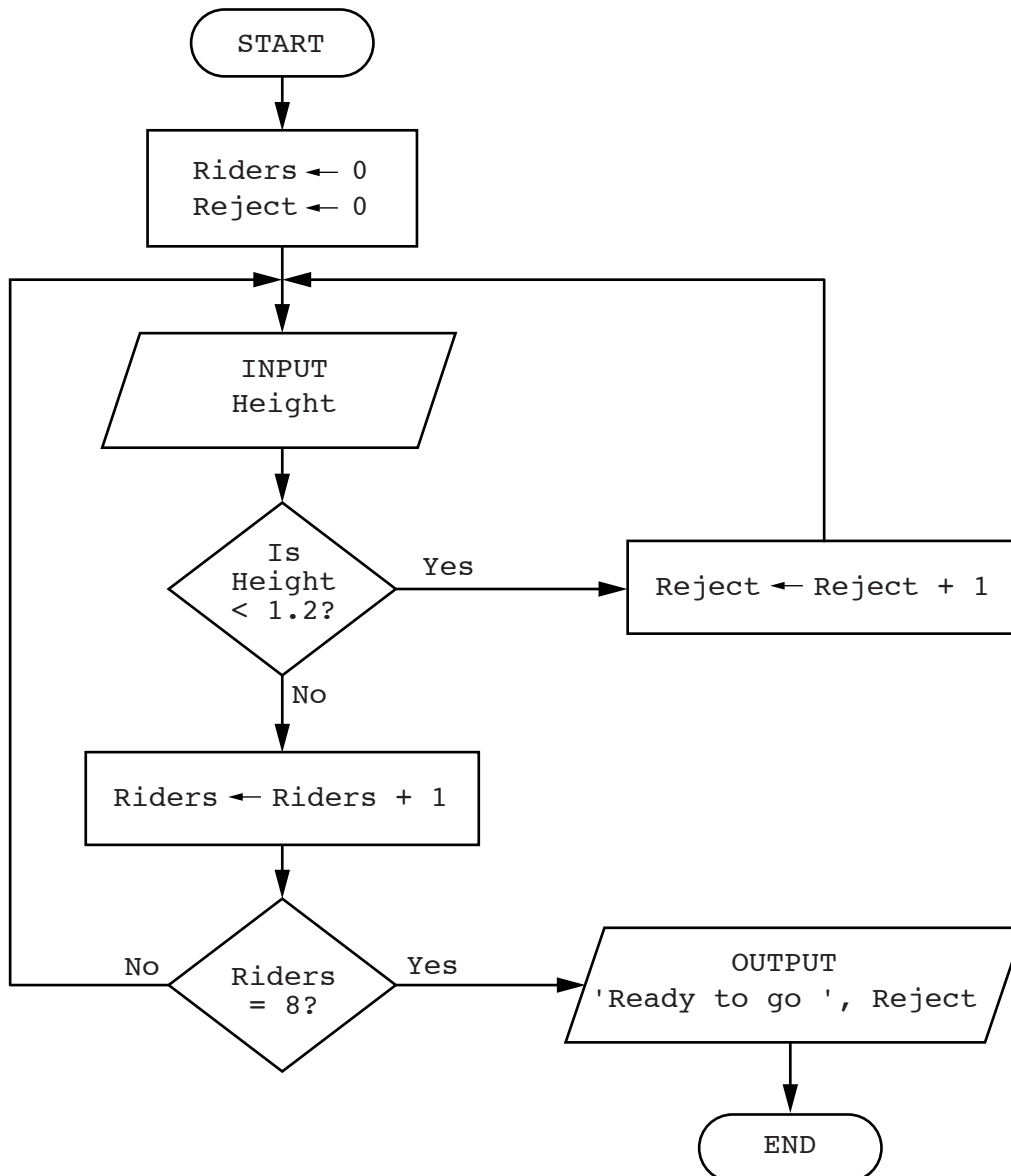 START
Riders ← 0
Reject ← 0
INPUT
Height
Is
Height
< 1.2?
Yes
Reject ← Reject + 1
No
Riders ← Riders + 1
No
Riders
= 8?
Yes
OUTPUT
'Ready to go ', Reject
END